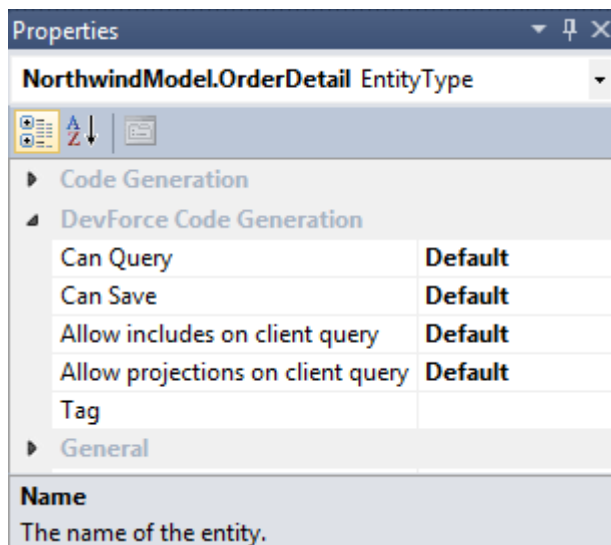 Properties
NorthwindModel.OrderDetail EntityType
A
Z
Code Generation
DevForce Code Generation
Can Query Default
Can Save Default
Allow includes on client query Default
Allow projections on client query Default
Tag
General
Name
The name of the entity.